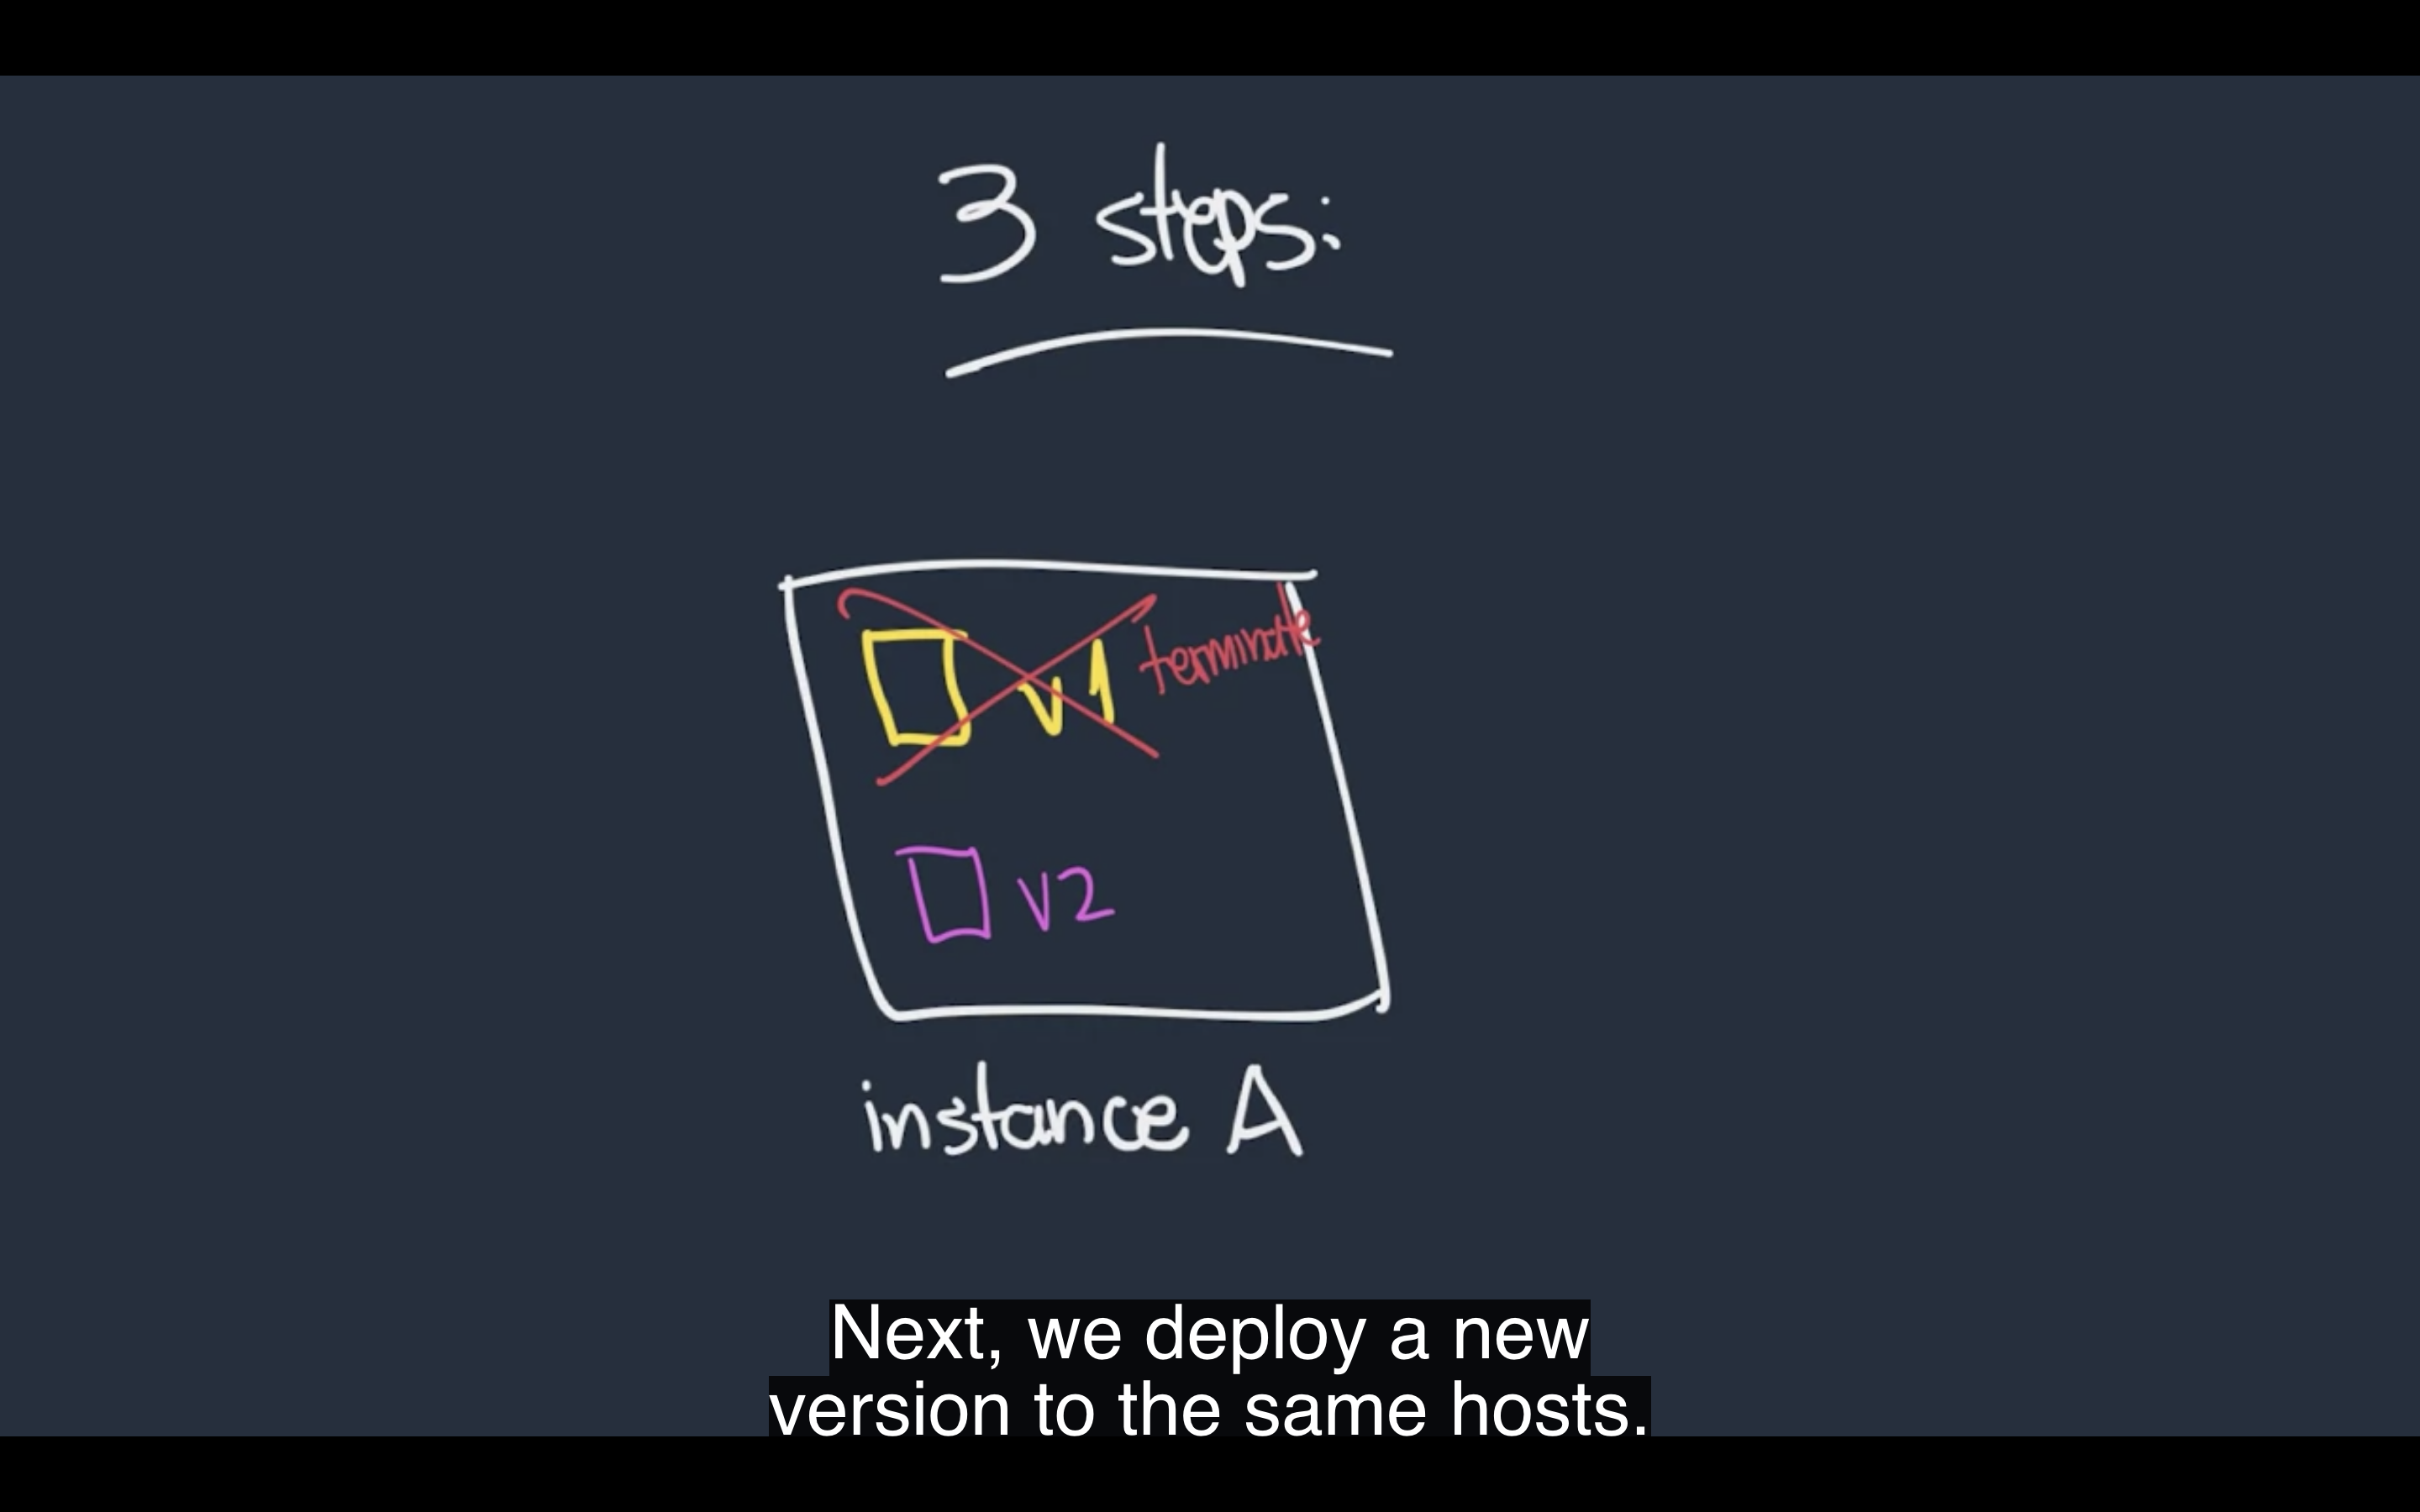 3 steps:
v1 terminate
v2
instance A
Next, we deploy a new
version to the same hosts.